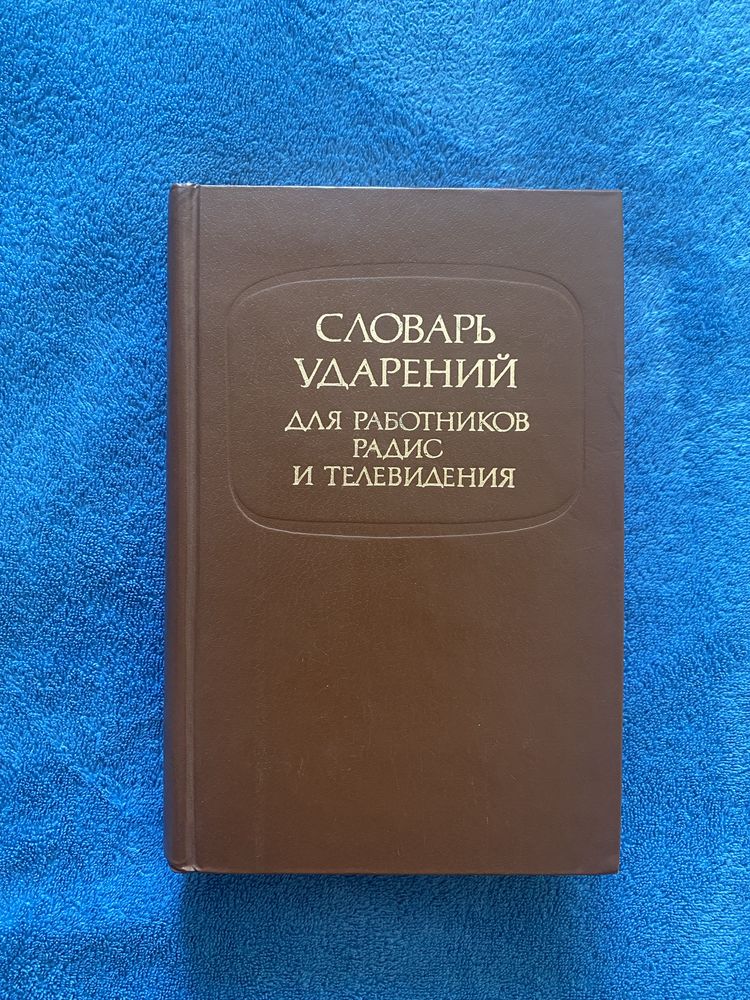 СЛОВАРЬ
УДАРЕНИЙ
ДЛЯ РАБОТНИКОВ
РАДИС
И ТЕЛЕВИДЕНИЯ